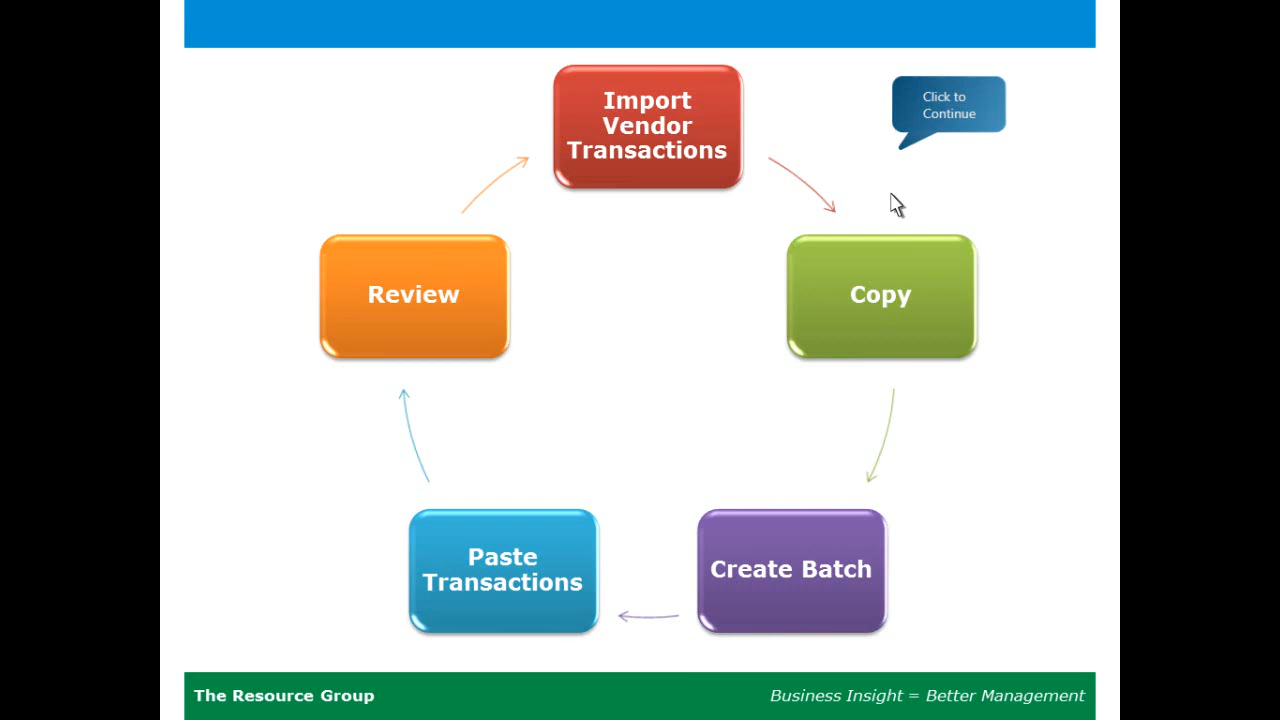 Import
Vendor
Transactions
Click to
Continue
Review
Copy
Paste
Transactions
Create Batch
The Resource Group
Business Insight = Better Management